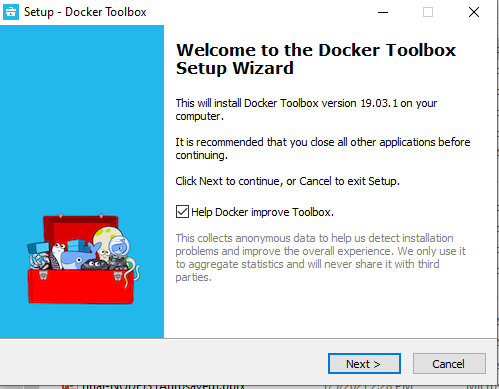 Setup - Docker Toolbox
Welcome to the Docker Toolbox
Setup Wizard
This will install Docker Toolbox version 19.03.1 on your
computer.
It is recommended that you close all other applications before
continuing.
Click Next to continue, or Cancel to exit Setup.
Help Docker improve Toolbox.
This collects anonymous data to help us detect installation
problems and improve the overall experience. We only use it
to aggregate statistics and will never share it with third
parties.
Next >
Cancel